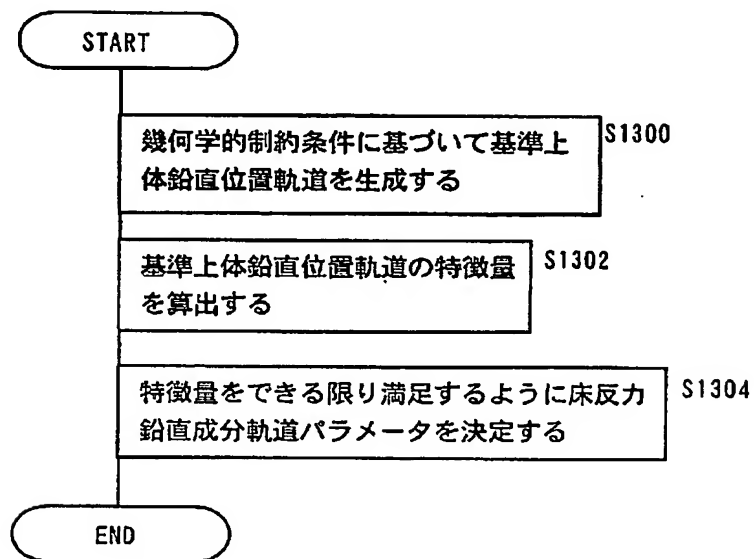 START
幾何学的制約条件に基づいて基準上
体鉛直位置軌道を生成する
S1300
基準上体鉛直位置軌道の特徴量
を算出する
S1302
特徴量をできる限り満足するように床反力
鉛直成分軌道パラメータを決定する
S1304
END